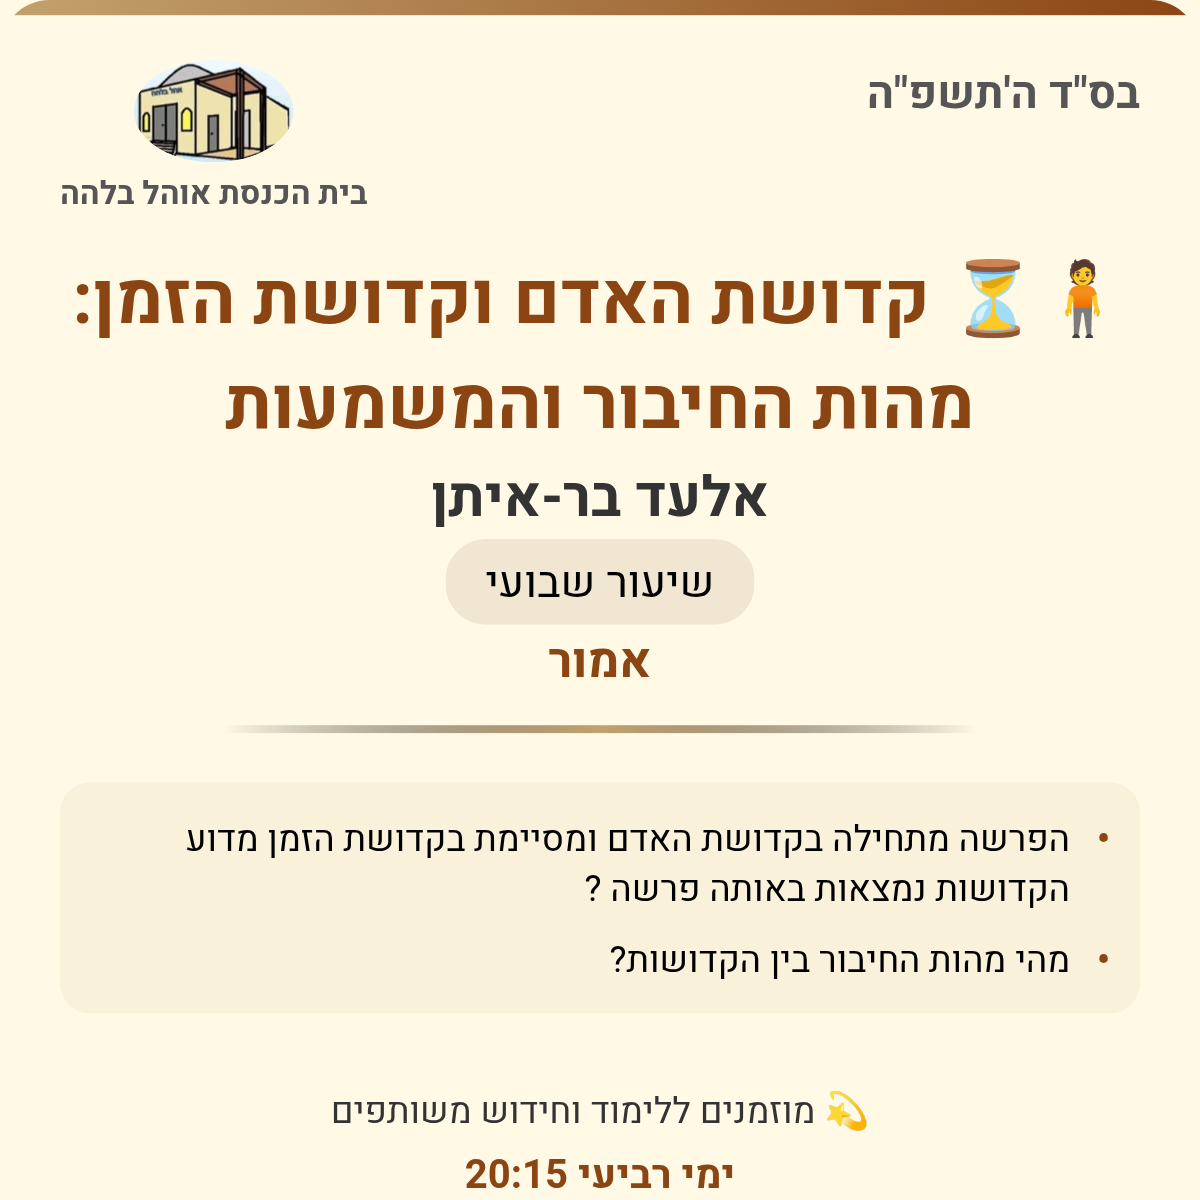 בס"ד ה'תשפ"ה
אוהל בלהה
בית הכנסת אוהל בלהה
קדושת האדם וקדושת הזמן:
מהות החיבור והמשמעות
אלעד בר-איתן
שיעור שבועי
אמור
• הפרשה מתחילה בקדושת האדם ומסיימת בקדושת הזמן מדוע
הקדושות נמצאות באותה פרשה ?
• מהי מהות החיבור בין הקדושות?
מוזמנים ללימוד וחידוש משותפים
ימי רביעי 20:15